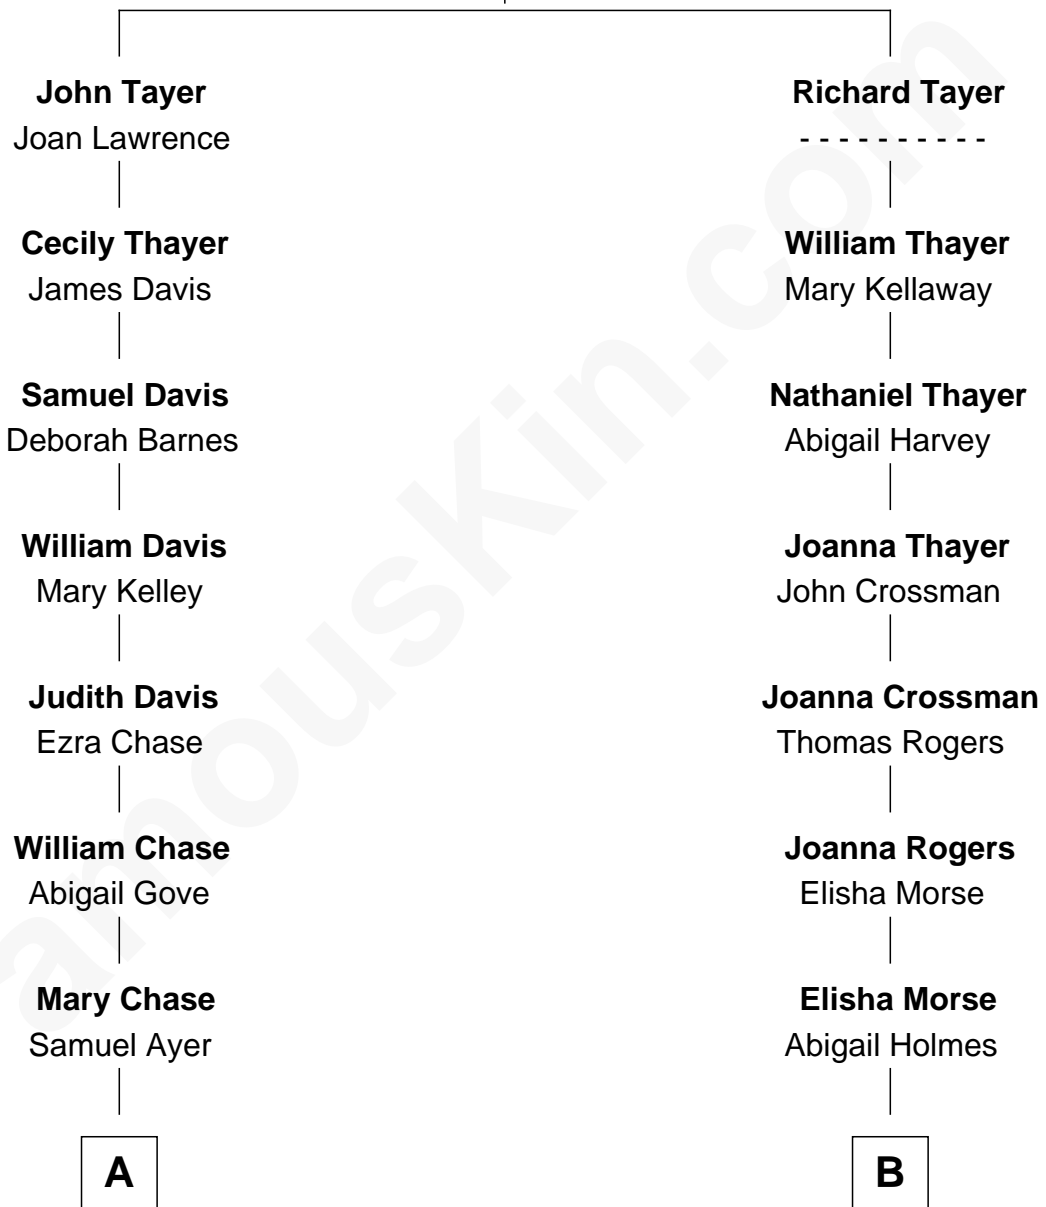 John Tayer
Joan Lawrence
Richard Tayer
- - - - - - - - - -
Cecily Thayer
James Davis
William Thayer
Mary Kellaway
Samuel Davis
Deborah Barnes
Nathaniel Thayer
Abigail Harvey
William Davis
Mary Kelley
Joanna Thayer
John Crossman
Judith Davis
Ezra Chase
Joanna Crossman
Thomas Rogers
William Chase
Abigail Gove
Joanna Rogers
Elisha Morse
Mary Chase
Samuel Ayer
Elisha Morse
Abigail Holmes
A
B
amouskin.com